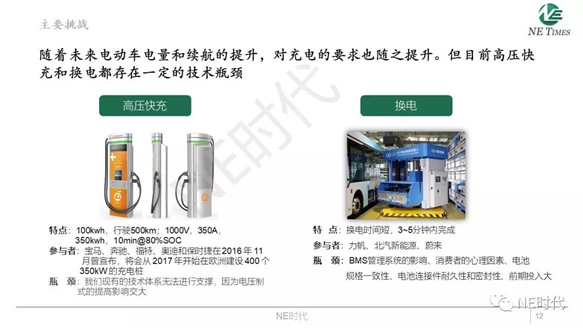 主要挑战
NE TIMES
随着未来电动车电量和续航的提升，对充电的要求也随之提升。但目前高压快
充和换电都存在一定的技术瓶颈
高压快充
换电
特点：100kwh，行驶500km；1000V，350A，
350kwh，10min@80%SOC
参与者：宝马、奔驰、福特、奥迪和保时捷在2016年11
月曾宣布，将会从2017年开始在欧洲建设400个
350kW的充电桩
瓶 颈：我们现有的技术体系无法进行支撑，因为电压制
式的提高影响交大
特 点：换电时间短，3~5分钟内完成
参与者：力帆、北汽新能源、蔚来
瓶 颈：BMS管理系统的影响、消费者的心理因素、电池
规格一致性、电池连接件耐久性和密封性、前期投入大
NE时代
NE时代
12
NE时代